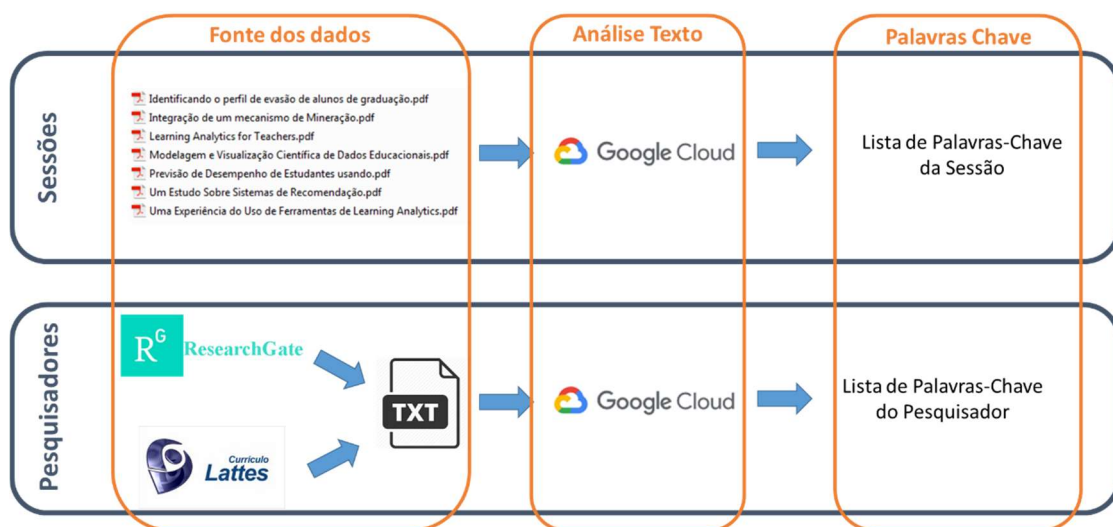 Fonte dos dados
Análise Texto
Palavras Chave
Sessões
Identificando o perfil de evasão de alunos de graduação.pdf
Integração de um mecanismo de Mineração.pdf
Learning Analytics for Teachers.pdf
Modelagem e Visualização Científica de Dados Educacionais.pdf
Previsão de Desempenho de Estudantes usando.pdf
Um Estudo Sobre Sistemas de Recomendação.pdf
Uma Experiência do Uso de Ferramentas de Learning Analytics.pdf
Google Cloud
Lista de Palavras-Chave
da Sessão
Pesquisadores
RG
ResearchGate
Currículo
Lattes
TXT
Google Cloud
Lista de Palavras-Chave
do Pesquisador